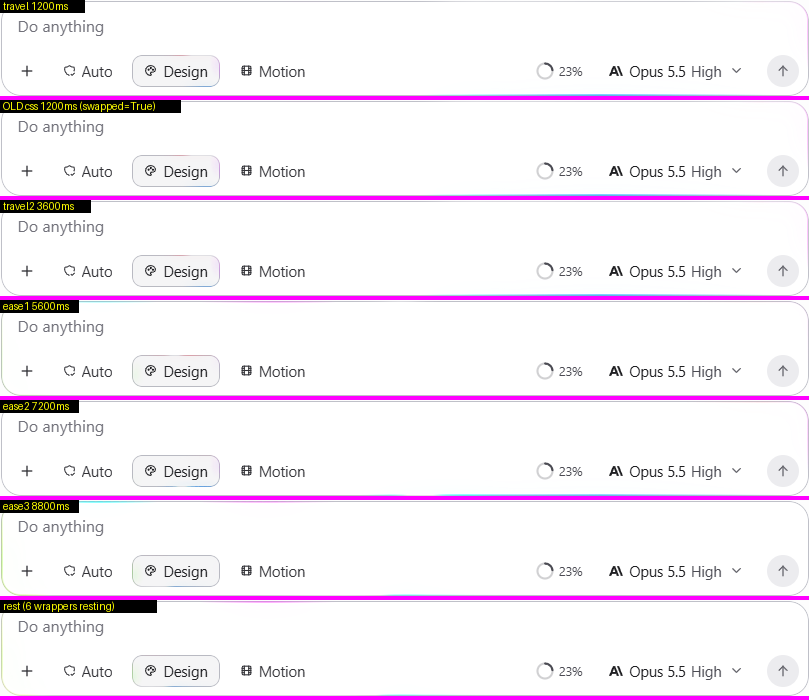 travel 1200ms
Do anything
Auto Design Motion 23% Opus 5.5 High
OLD css 1200ms (swapped=True)
Do anything
Auto Design Motion 23% Opus 5.5 High
travel2 3600ms
Do anything
Auto Design Motion 23% Opus 5.5 High
ease1 5600ms
Do anything
Auto Design Motion 23% Opus 5.5 High
ease2 7200ms
Do anything
Auto Design Motion 23% Opus 5.5 High
ease3 8800ms
Do anything
Auto Design Motion 23% Opus 5.5 High
rest (6 wrappers resting)
Do anything
Auto Design Motion 23% Opus 5.5 High